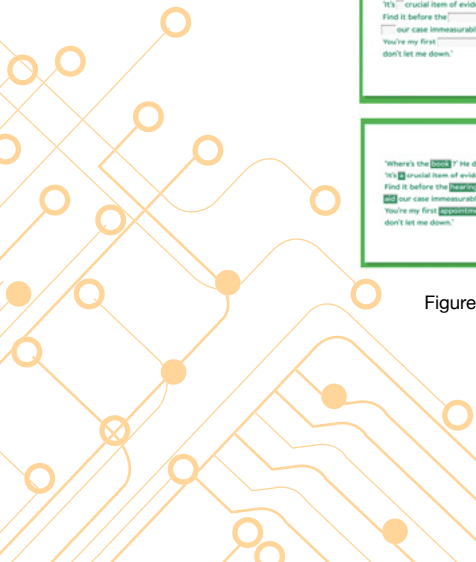 'It's crucial item of evid
Find it before the
our case immeasurabl
You're my first
don't let me down.'
'Where's the book?' He d
'It's a crucial item of evid
Find it before the hearing
aid our case immeasurabl
You're my first appointme
don't let me down.'
Figure